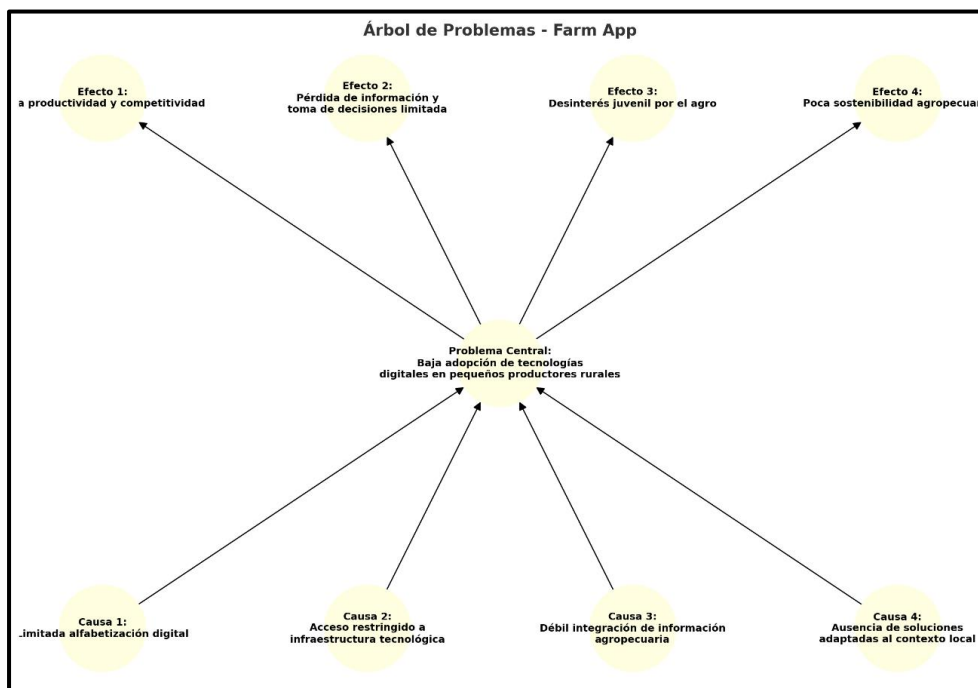 Árbol de Problemas - Farm App
Efecto 1:
a productividad y competitividad
Efecto 2:
Pérdida de información y
toma de decisiones limitada
Efecto 3:
Desinterés juvenil por el agro
Efecto 4:
Poca sostenibilidad agropecuar
Problema Central:
Baja adopción de tecnologías
digitales en pequeños productores rurales
Causa 1:
Limitada alfabetización digital
Causa 2:
Acceso restringido a
infraestructura tecnológica
Causa 3:
Débil integración de información
agropecuaria
Causa 4:
Ausencia de soluciones
adaptadas al contexto local